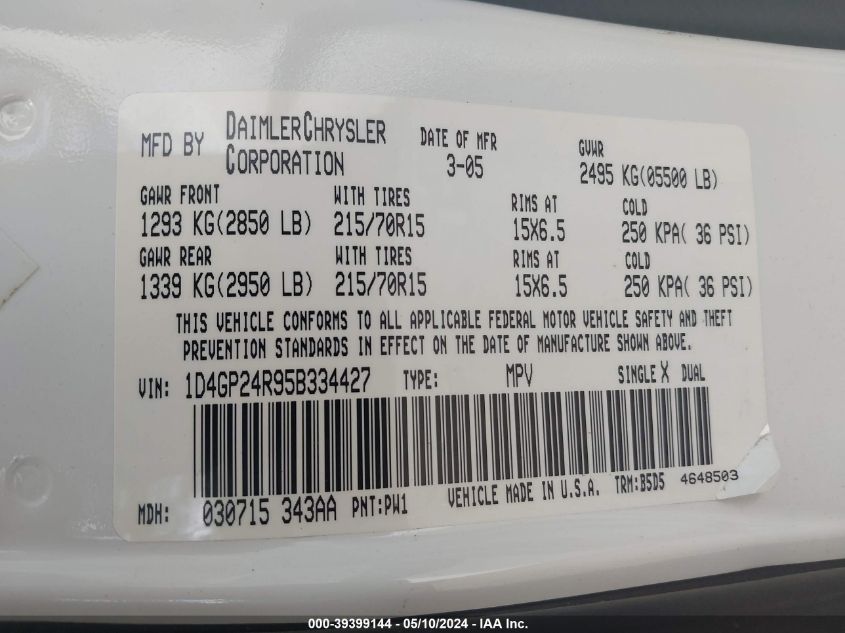 MFD BY DAIMLERCHRYSLER CORPORATION DATE OF MFR 3-05 GVWR 2495 KG(05500 LB)
GAWR FRONT WITH TIRES RIMS AT COLD
1293 KG(2850 LB) 215/70R15 15X6.5 250 KPA( 36 PSI)
GAWR REAR WITH TIRES RIMS AT COLD
1339 KG(2950 LB) 215/70R15 15X6.5 250 KPA( 36 PSI)
THIS VEHICLE CONFORMS TO ALL APPLICABLE FEDERAL MOTOR VEHICLE SAFETY AND THEFT
PREVENTION STANDARDS IN EFFECT ON THE DATE OF MANUFACTURE SHOWN ABOVE.
VIN: 1D4GP24R95B334427 TYPE: MPV SINGLE X DUAL
MDH: 030715 343AA PNT:PW1 VEHICLE MADE IN U.S.A. TRM:B5D5 4648503
000-39399144 - 05/10/2024 - IAA Inc.